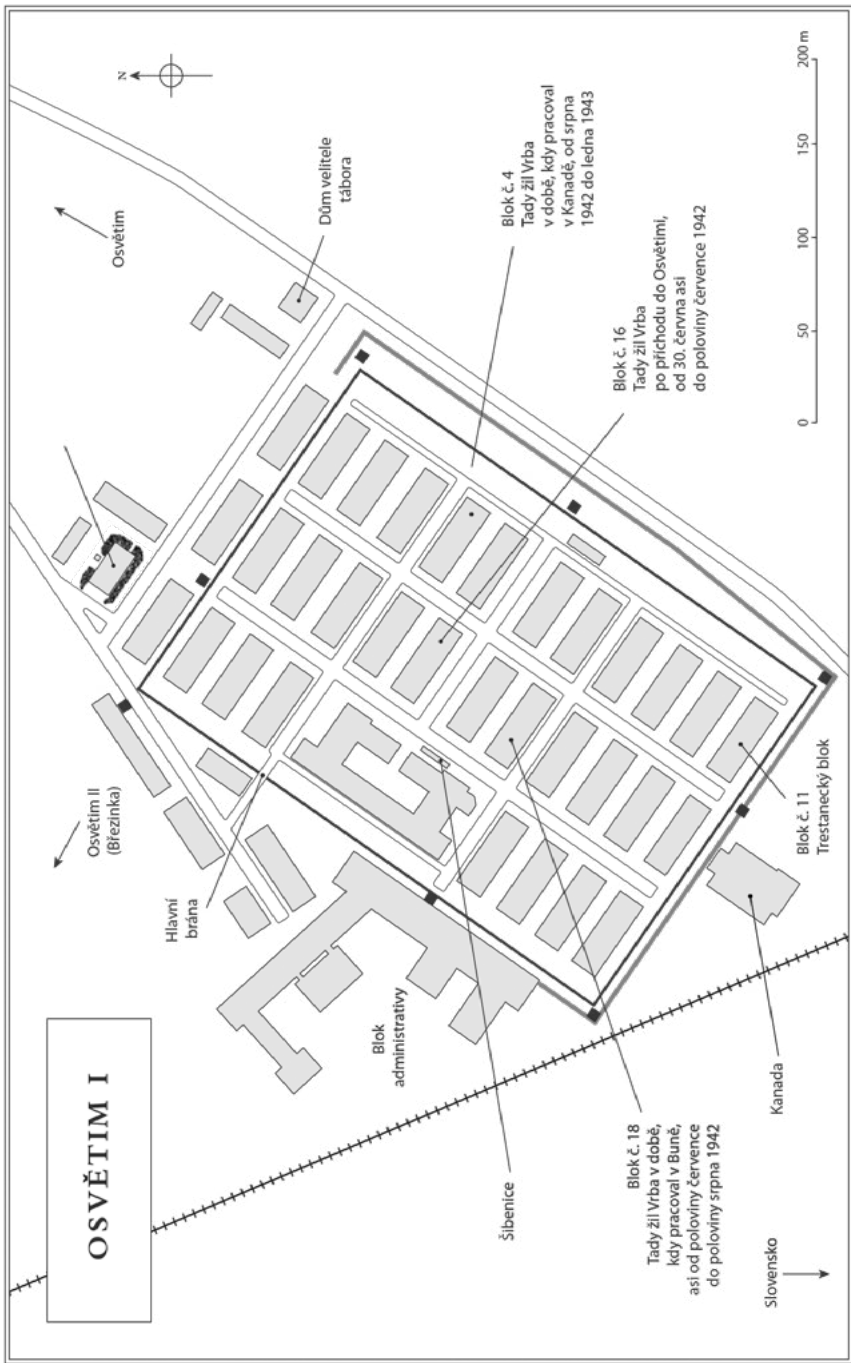 OSVĚTIM I
N
Osvětim
Dům velitele
tábora
Osvětim II
(Březinka)
Hlavní
brána
Blok
administrativy
Blok č. 4
Tady žil Vrba
v době, kdy pracoval
v Kanadě, od srpna
1942 do ledna 1943
Blok č. 16
Tady žil Vrba
po příchodu do Osvětimi,
od 30. června asi
do poloviny července 1942
Šibenice
Blok č. 18
Tady žil Vrba v době,
kdy pracoval v Buně,
asi od poloviny července
do poloviny srpna 1942
Kanada
Blok č. 11
Trestanecký blok
Slovensko
0 50 100 150 200 m